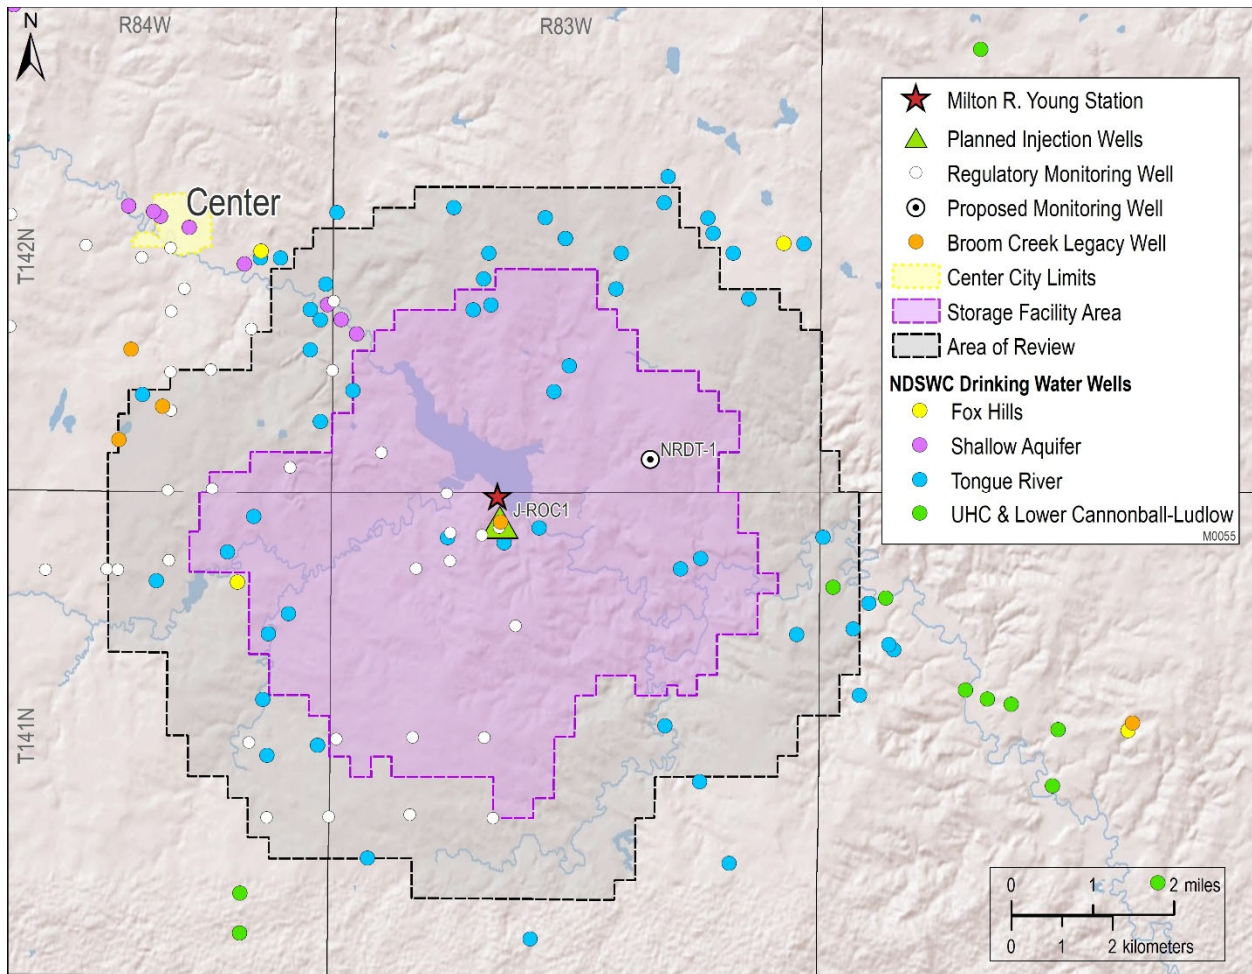 N
R84W
R83W
T142N
T141N
Center
NRDT-1
J-ROC1
Milton R. Young Station
Planned Injection Wells
Regulatory Monitoring Well
Proposed Monitoring Well
Broom Creek Legacy Well
Center City Limits
Storage Facility Area
Area of Review
NDSWC Drinking Water Wells
Fox Hills
Shallow Aquifer
Tongue River
UHC & Lower Cannonball-Ludlow
M0055
0 1 2 miles
0 1 2 kilometers